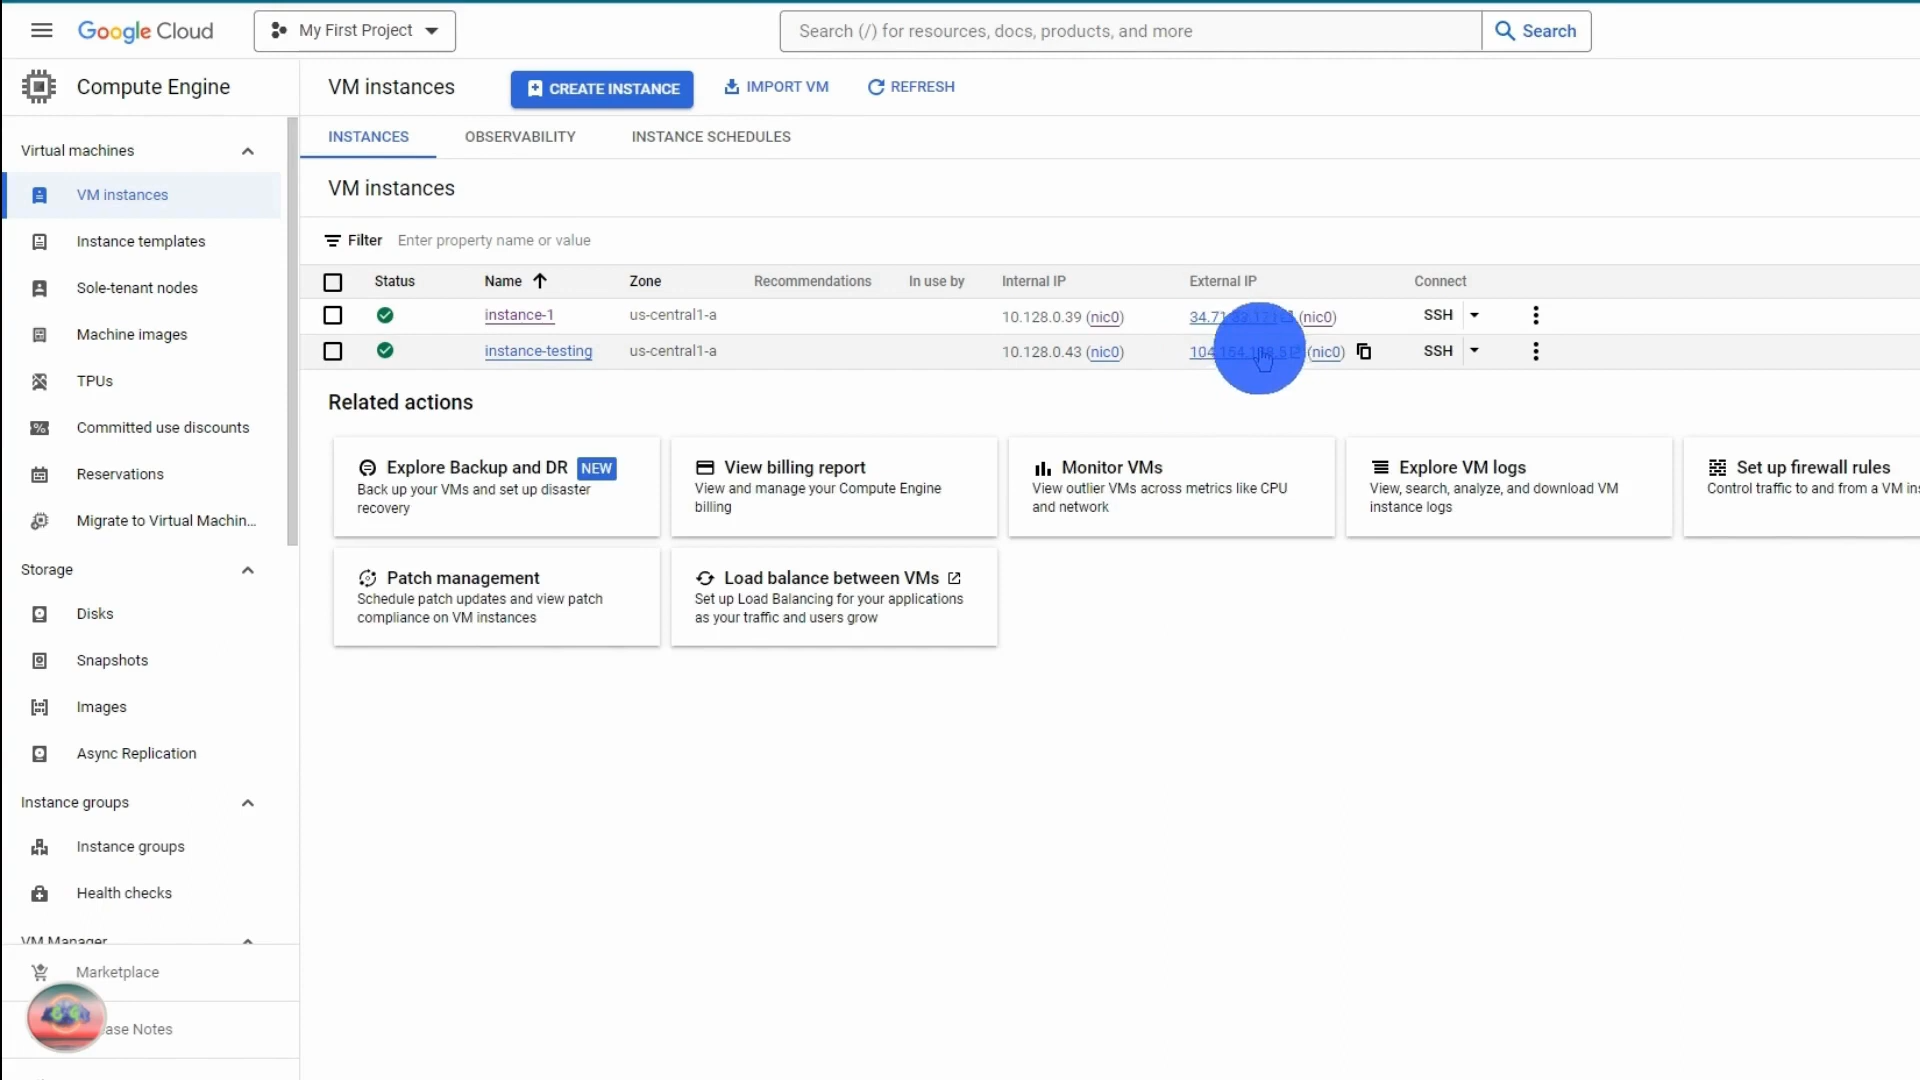 Google Cloud
My First Project
Search (/) for resources, docs, products, and more
Search
Compute Engine
VM instances
CREATE INSTANCE
IMPORT VM
REFRESH
INSTANCES
OBSERVABILITY
INSTANCE SCHEDULES
Virtual machines
VM instances
Instance templates
Sole-tenant nodes
Machine images
TPUs
Committed use discounts
Reservations
Migrate to Virtual Machin...
Storage
Disks
Snapshots
Images
Async Replication
Instance groups
Instance groups
Health checks
VM Manager
Marketplace
ase Notes
VM instances
Filter Enter property name or value
Status Name Zone Recommendations In use by Internal IP External IP Connect
instance-1 us-central1-a 10.128.0.39 (nic0) (nic0) SSH
instance-testing us-central1-a 10.128.0.43 (nic0) (nic0) SSH
Related actions
Explore Backup and DR NEW
Back up your VMs and set up disaster
recovery
View billing report
View and manage your Compute Engine
billing
Monitor VMs
View outlier VMs across metrics like CPU
and network
Explore VM logs
View, search, analyze, and download VM
instance logs
Set up firewall rules
Control traffic to and from a VM ins
Patch management
Schedule patch updates and view patch
compliance on VM instances
Load balance between VMs
Set up Load Balancing for your applications
as your traffic and users grow